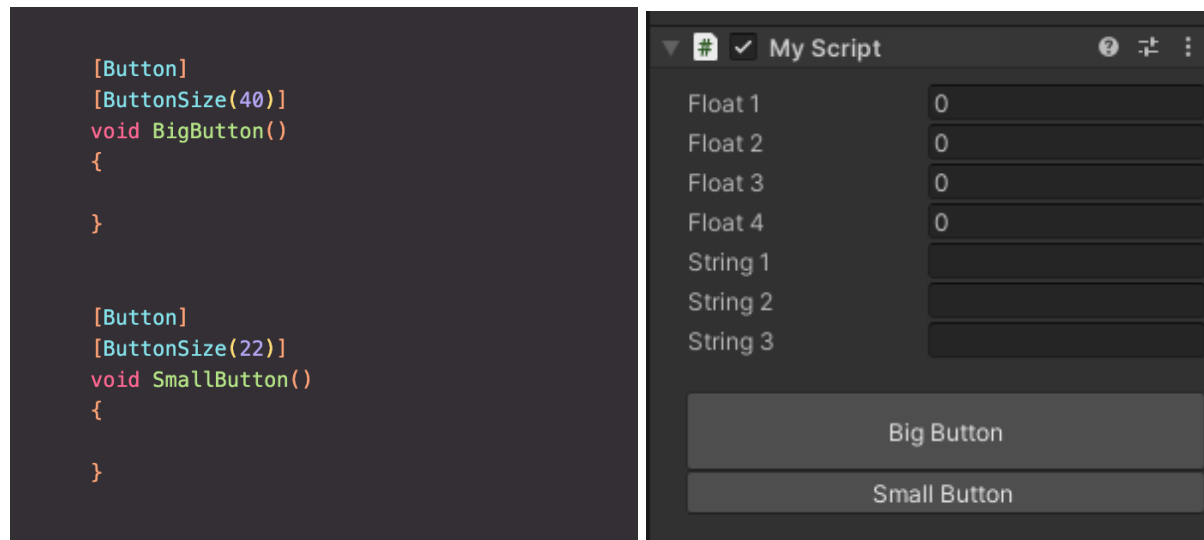 [Button]
[ButtonSize(40)]
void BigButton()
{
}
[Button]
[ButtonSize(22)]
void SmallButton()
{
}
# My Script
Float 1 0
Float 2 0
Float 3 0
Float 4 0
String 1
String 2
String 3
Big Button
Small Button